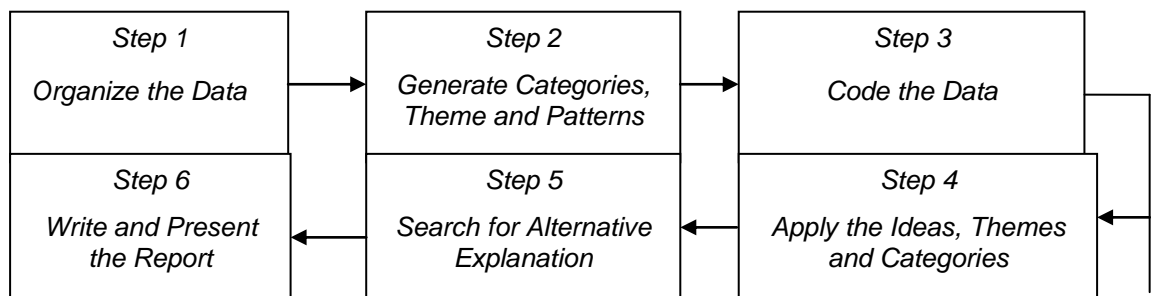 Step 1
Organize the Data
Step 2
Generate Categories,
Theme and Patterns
Step 3
Code the Data
Step 4
Apply the Ideas, Themes
and Categories
Step 5
Search for Alternative
Explanation
Step 6
Write and Present
the Report